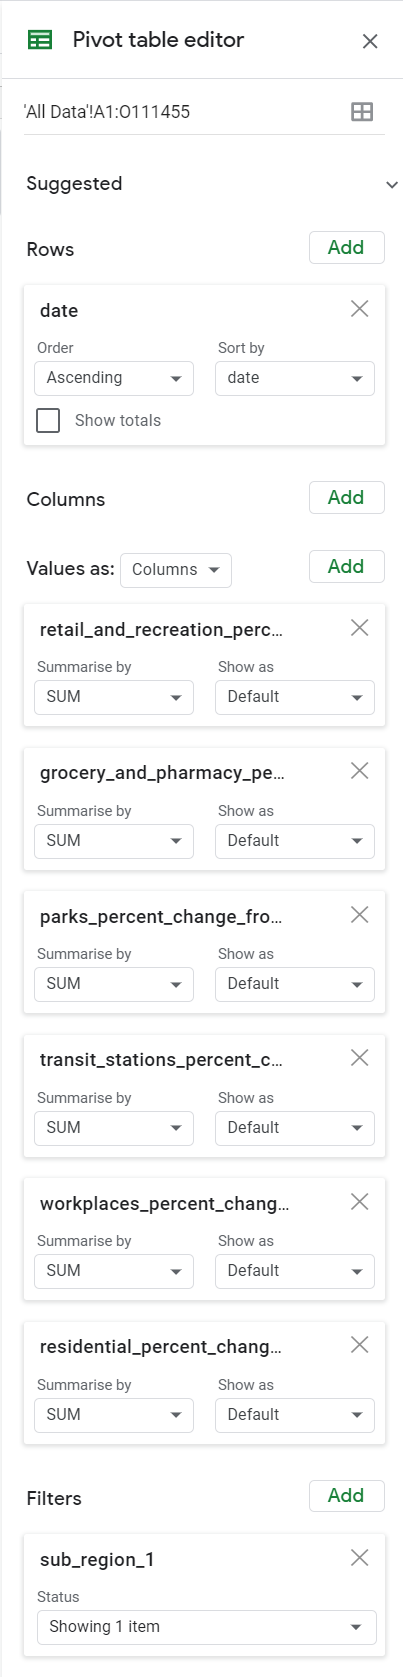 Pivot table editor
'All Data'!A1:O111455
Suggested
Rows Add
date
Order Sort by
Ascending date
Show totals
Columns Add
Values as: Columns Add
retail_and_recreation_perc...
Summarise by Show as
SUM Default
grocery_and_pharmacy_pe...
Summarise by Show as
SUM Default
parks_percent_change_fro...
Summarise by Show as
SUM Default
transit_stations_percent_c...
Summarise by Show as
SUM Default
workplaces_percent_chang...
Summarise by Show as
SUM Default
residential_percent_chang...
Summarise by Show as
SUM Default
Filters Add
sub_region_1
Status
Showing 1 item